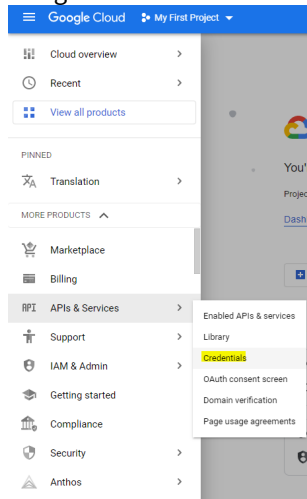 Google Cloud My First Project
Cloud overview
Recent
View all products
PINNED
Translation
MORE PRODUCTS
Marketplace
Billing
API APIs & Services
Support
IAM & Admin
Getting started
Compliance
Security
Anthos
Enabled APIs & services
Library
Credentials
OAuth consent screen
Domain verification
Page usage agreements
You'
Projec
Dash